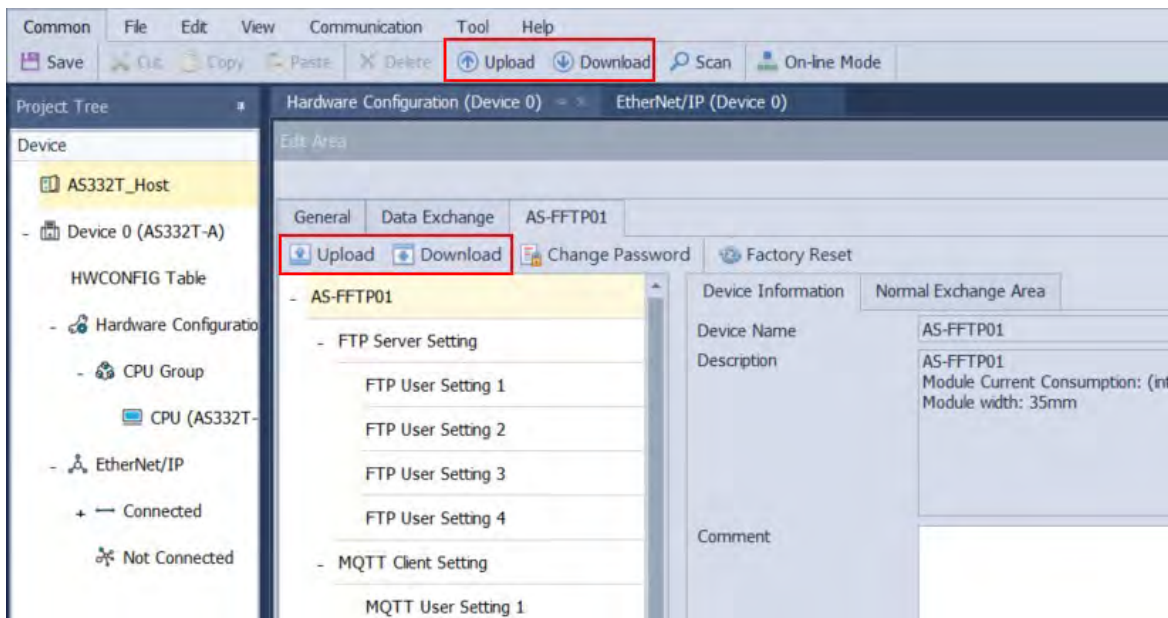 Common File Edit View Communication Tool Help
Save Cut Copy Paste Delete Upload Download Scan On-line Mode
Project Tree
Hardware Configuration (Device 0) EtherNet/IP (Device 0)
Device
Edit Area
AS332T_Host
Device 0 (AS332T-A)
HWCONFIG Table
Hardware Configuratio
CPU Group
CPU (AS332T-
EtherNet/IP
Connected
Not Connected
General Data Exchange AS-FFTP01
Upload Download Change Password Factory Reset
AS-FFTP01
FTP Server Setting
FTP User Setting 1
FTP User Setting 2
FTP User Setting 3
FTP User Setting 4
MQTT Client Setting
MQTT User Setting 1
Device Information Normal Exchange Area
Device Name AS-FFTP01
Description AS-FFTP01
Module Current Consumption: (int
Module width: 35mm
Comment